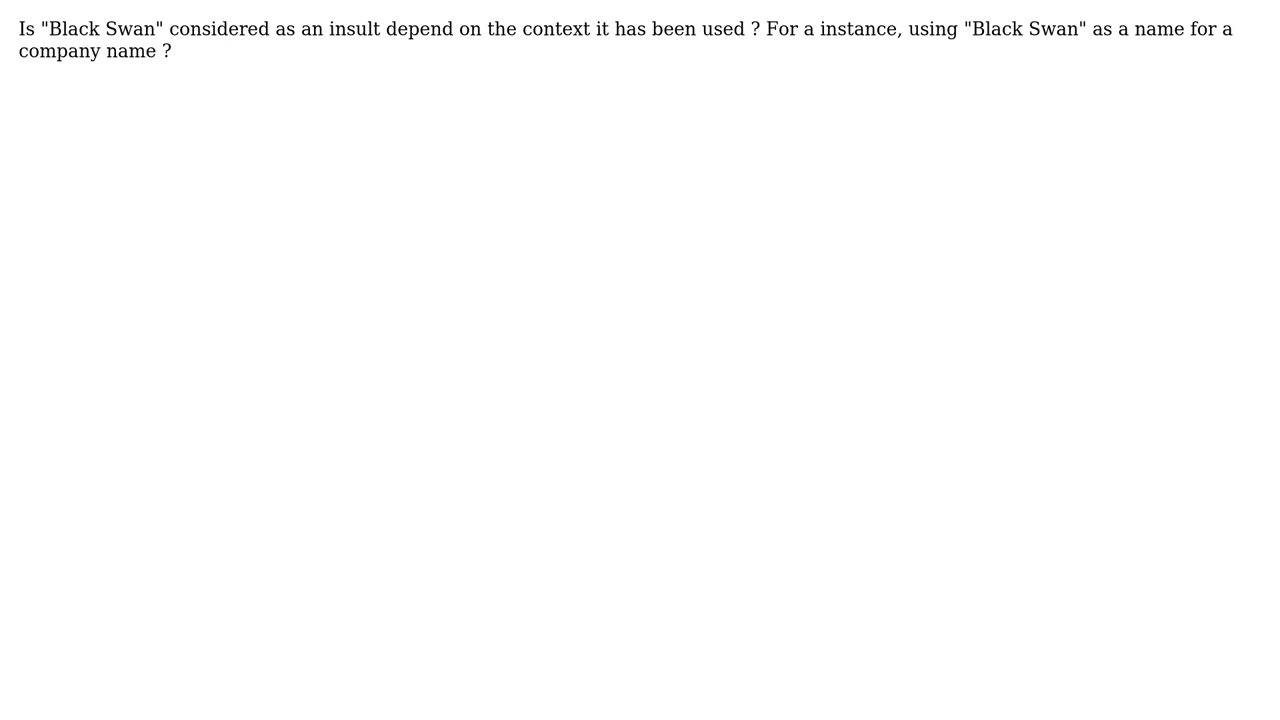 Is "Black Swan" considered as an insult depend on the context it has been used ? For a instance, using "Black Swan" as a name for a
company name ?